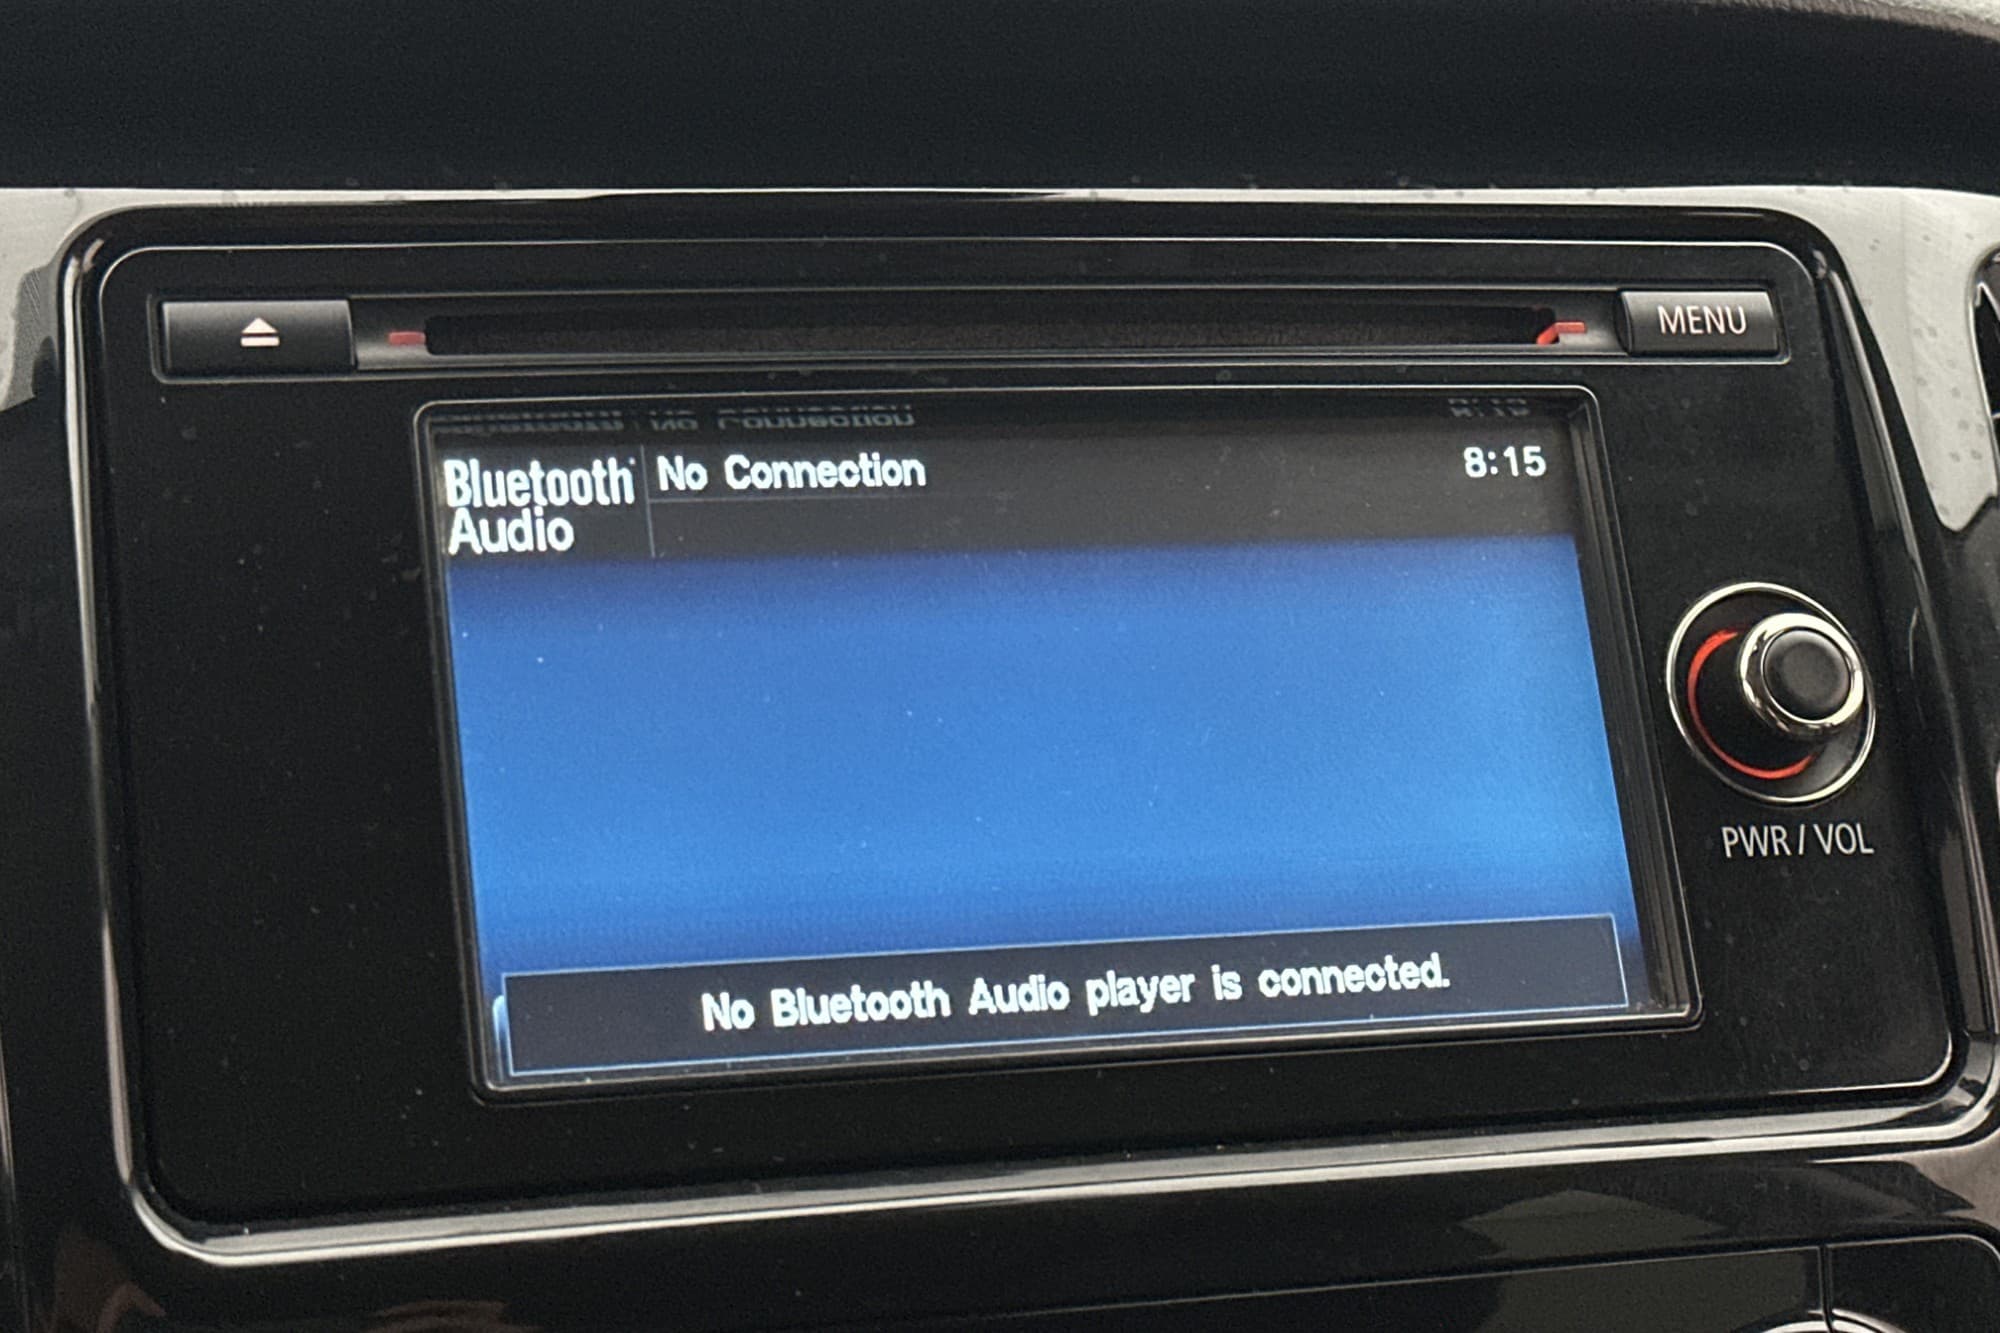 MENU
Bluetooth
Audio
No Connection
8:15
PWR / VOL
No Bluetooth Audio player is connected.